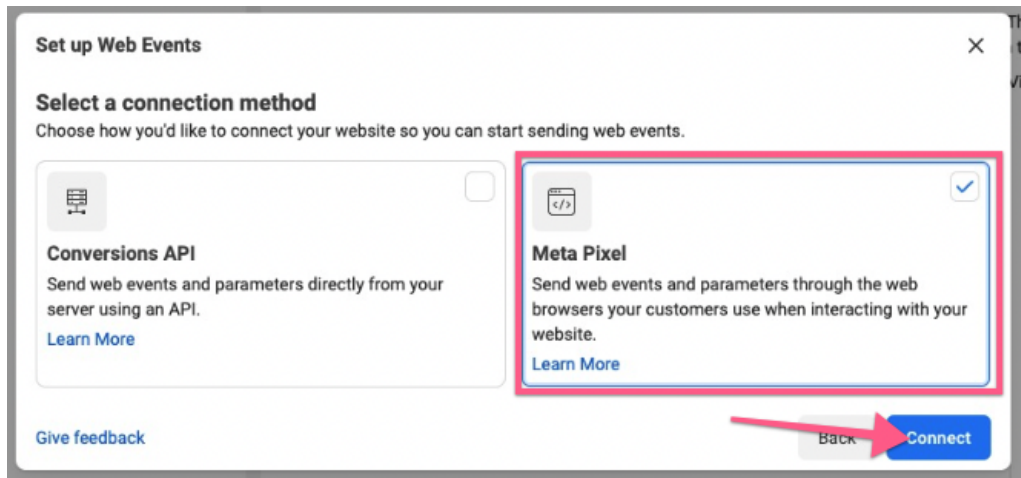 Set up Web Events
Select a connection method
Choose how you'd like to connect your website so you can start sending web events.
Conversions API
Send web events and parameters directly from your
server using an API.
Learn More
Meta Pixel
Send web events and parameters through the web
browsers your customers use when interacting with your
website.
Learn More
Give feedback
Back
Connect